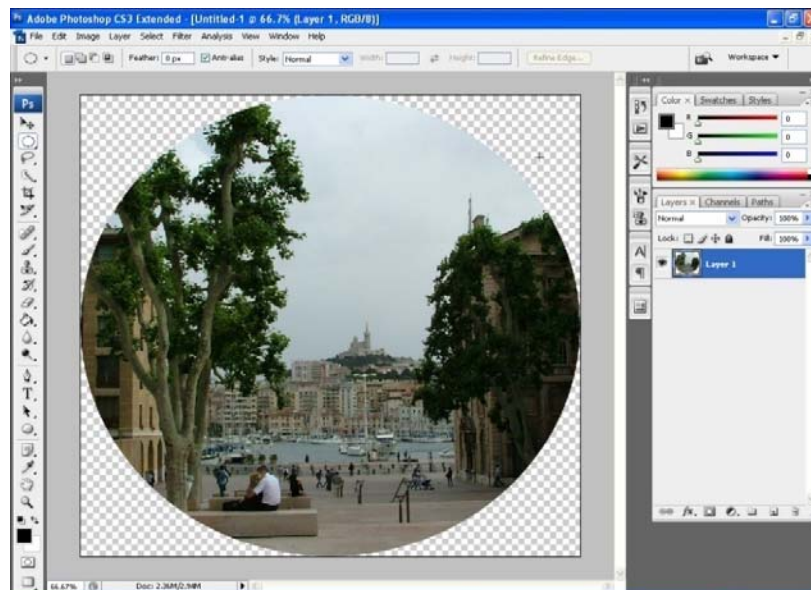 Adobe Photoshop CS3 Extended - [Untitled-1 @ 66.7% (Layer 1, RGB/8)]
File Edit Image Layer Select Filter Analysis View Window Help
Feather: 0 px Anti-alias Style: Normal Width: Height: Refine Edge... Workspace
Ps
Color x Swatches Styles
R 0
G 0
B 0
Layers x Channels Paths
Normal Opacity: 100%
Lock: Fill: 100%
Layer 1
66.67% Doc: 2.36M/2.94M